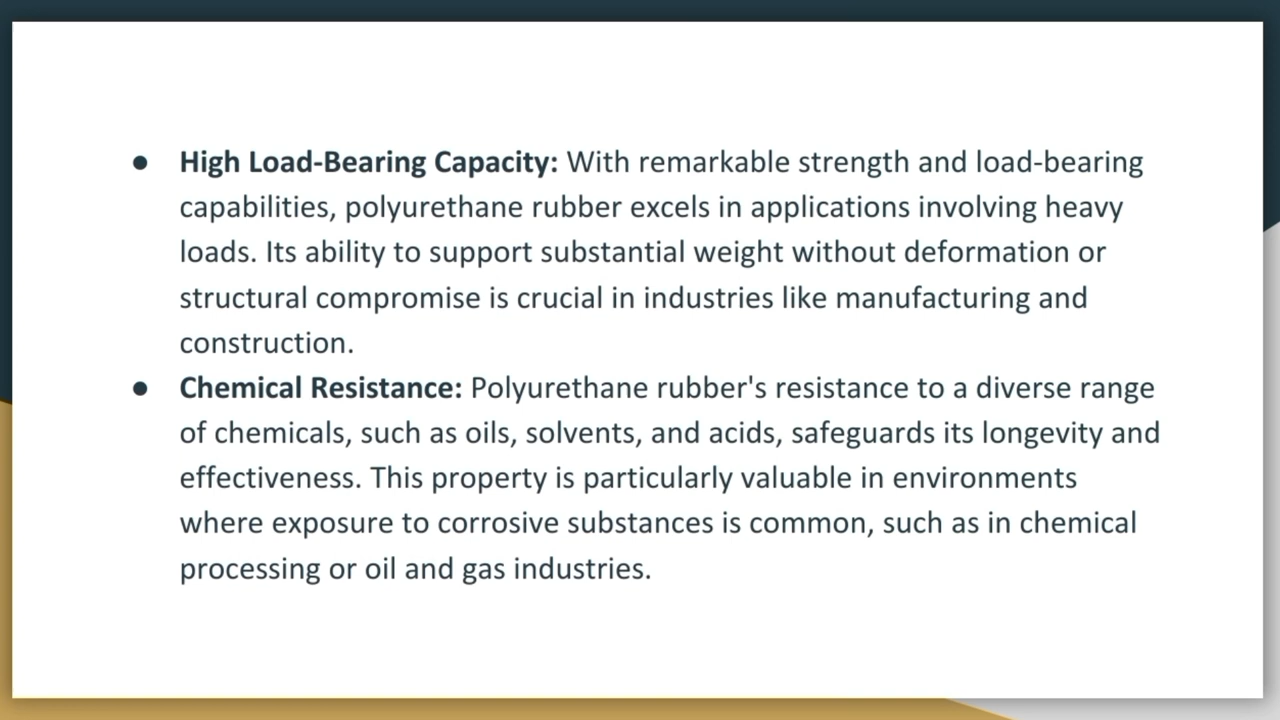 ● High Load-Bearing Capacity: With remarkable strength and load-bearing
capabilities, polyurethane rubber excels in applications involving heavy
loads. Its ability to support substantial weight without deformation or
structural compromise is crucial in industries like manufacturing and
construction.
● Chemical Resistance: Polyurethane rubber's resistance to a diverse range
of chemicals, such as oils, solvents, and acids, safeguards its longevity and
effectiveness. This property is particularly valuable in environments
where exposure to corrosive substances is common, such as in chemical
processing or oil and gas industries.